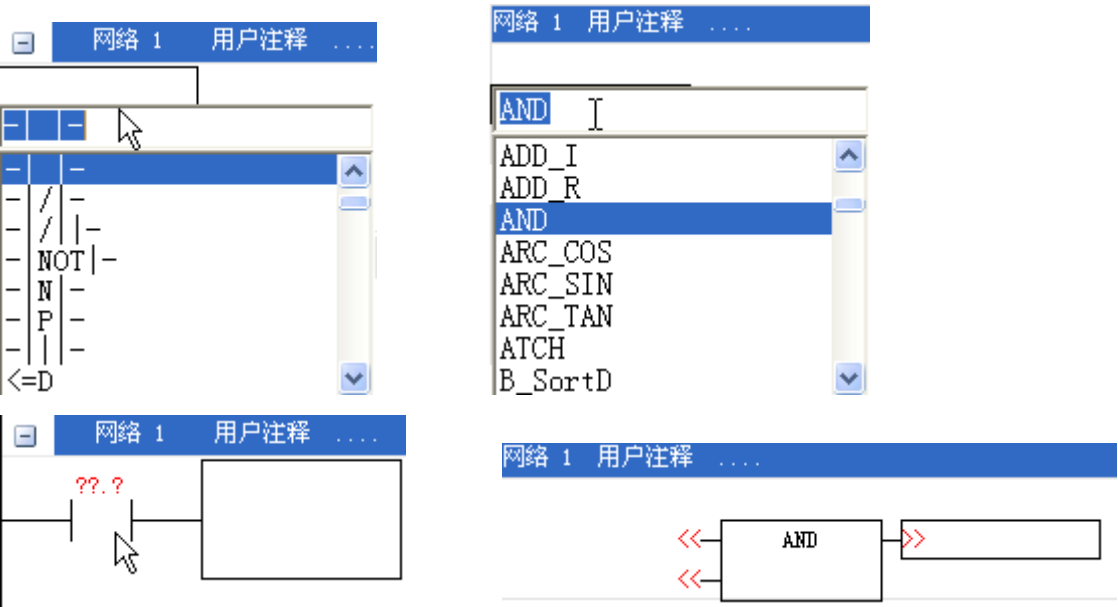 网络 1 用户注释 ....
-| |-
-| |-
-|/|-
-|/||-
-|NOT|-
-|N|-
-|P|-
-|||-
<=D
网络 1 用户注释 ....
AND
ADD_I
ADD_R
AND
ARC_COS
ARC_SIN
ARC_TAN
ATCH
B_SortD
网络 1 用户注释 ....
??.?
网络 1 用户注释 ....
<<
AND
>>
<<